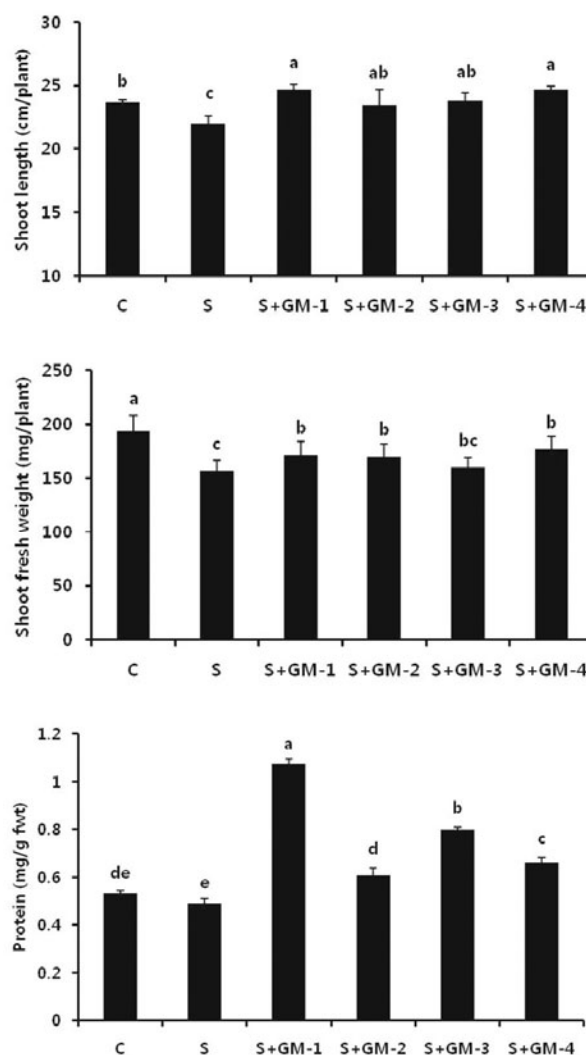 Shoot length (cm/plant)
30
25
20
15
10
b
c
a
ab
ab
a
C S S+GM-1 S+GM-2 S+GM-3 S+GM-4
Shoot fresh weight (mg/plant)
250
200
150
100
50
0
a
c
b
b
bc
b
C S S+GM-1 S+GM-2 S+GM-3 S+GM-4
Protein (mg/g fwt)
1.2
1
0.8
0.6
0.4
0.2
0
de
e
a
d
b
c
C S S+GM-1 S+GM-2 S+GM-3 S+GM-4